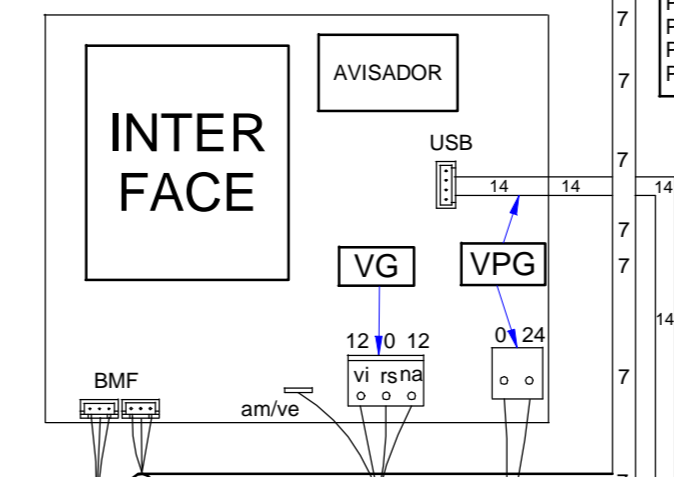 7
P
P
P
P
AVISADOR
7
INTER
FACE
USB
7
14
14
14
7
VG
VPG
7
14
12 0 12
0 24
vi rs na
7
BMF
am/ve